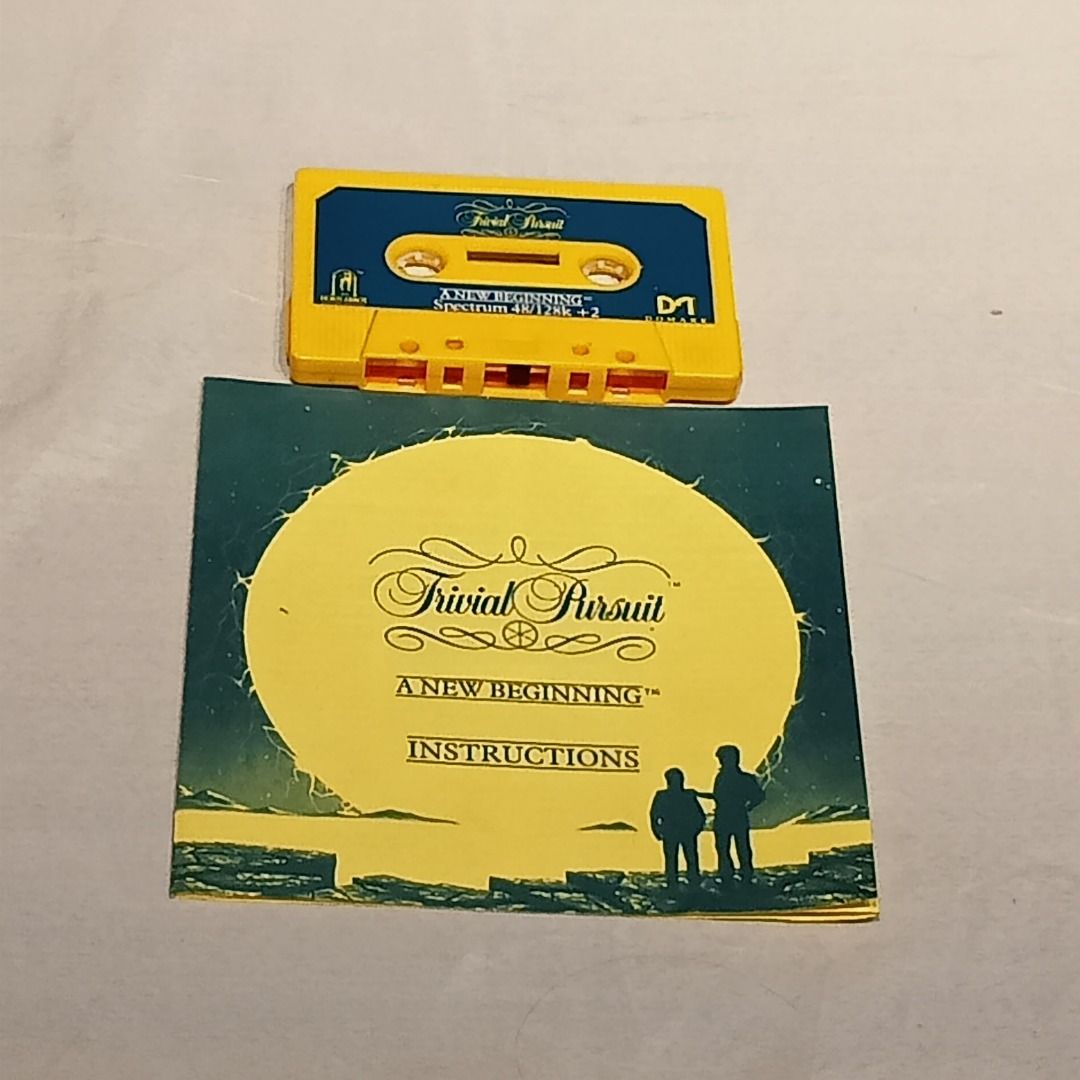 Trivial Pursuit
A NEW BEGINNING™
Spectrum 48/128k +2
DOMARK
Trivial Pursuit™
A NEW BEGINNING™
INSTRUCTIONS